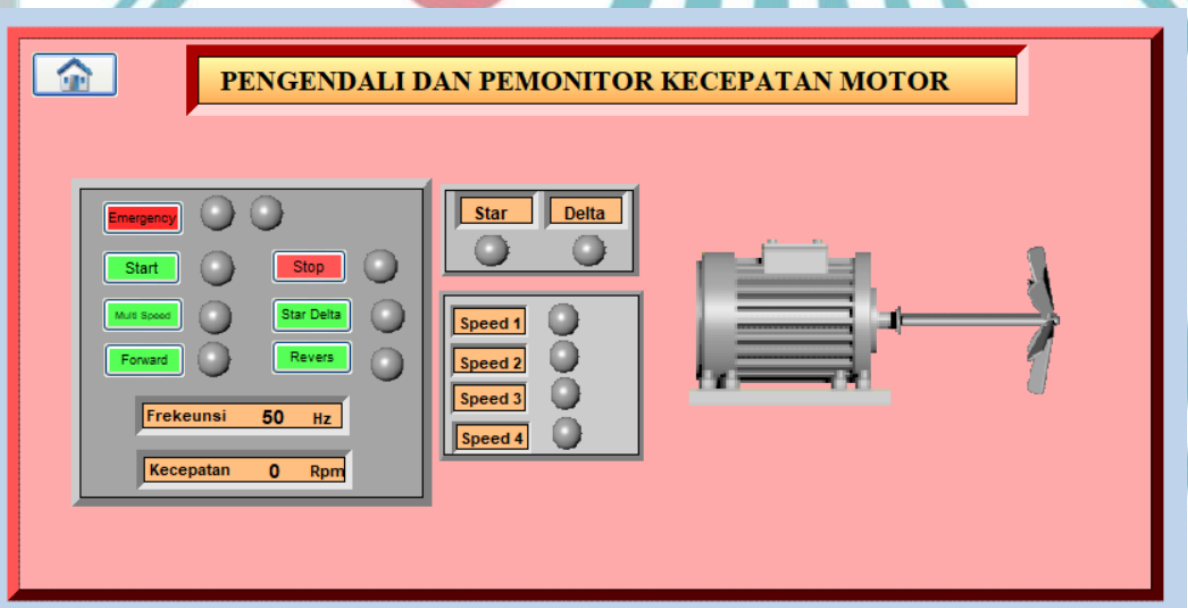 PENGENDALI DAN PEMONITOR KECEPATAN MOTOR
Emergency
Start
Stop
Multi Speed
Star Delta
Forward
Revers
Frekeunsi 50 Hz
Kecepatan 0 Rpm
Star Delta
Speed 1
Speed 2
Speed 3
Speed 4